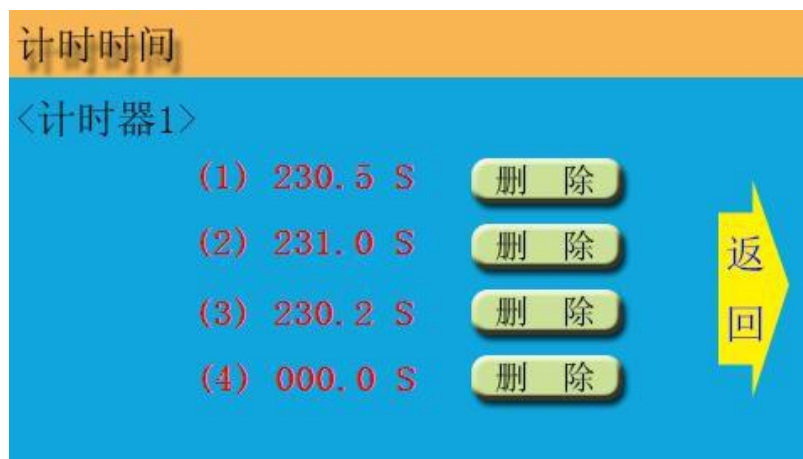 计时时间
<计时器1>
(1) 230.5 S 删 除
(2) 231.0 S 删 除
(3) 230.2 S 删 除
(4) 000.0 S 删 除
返
回